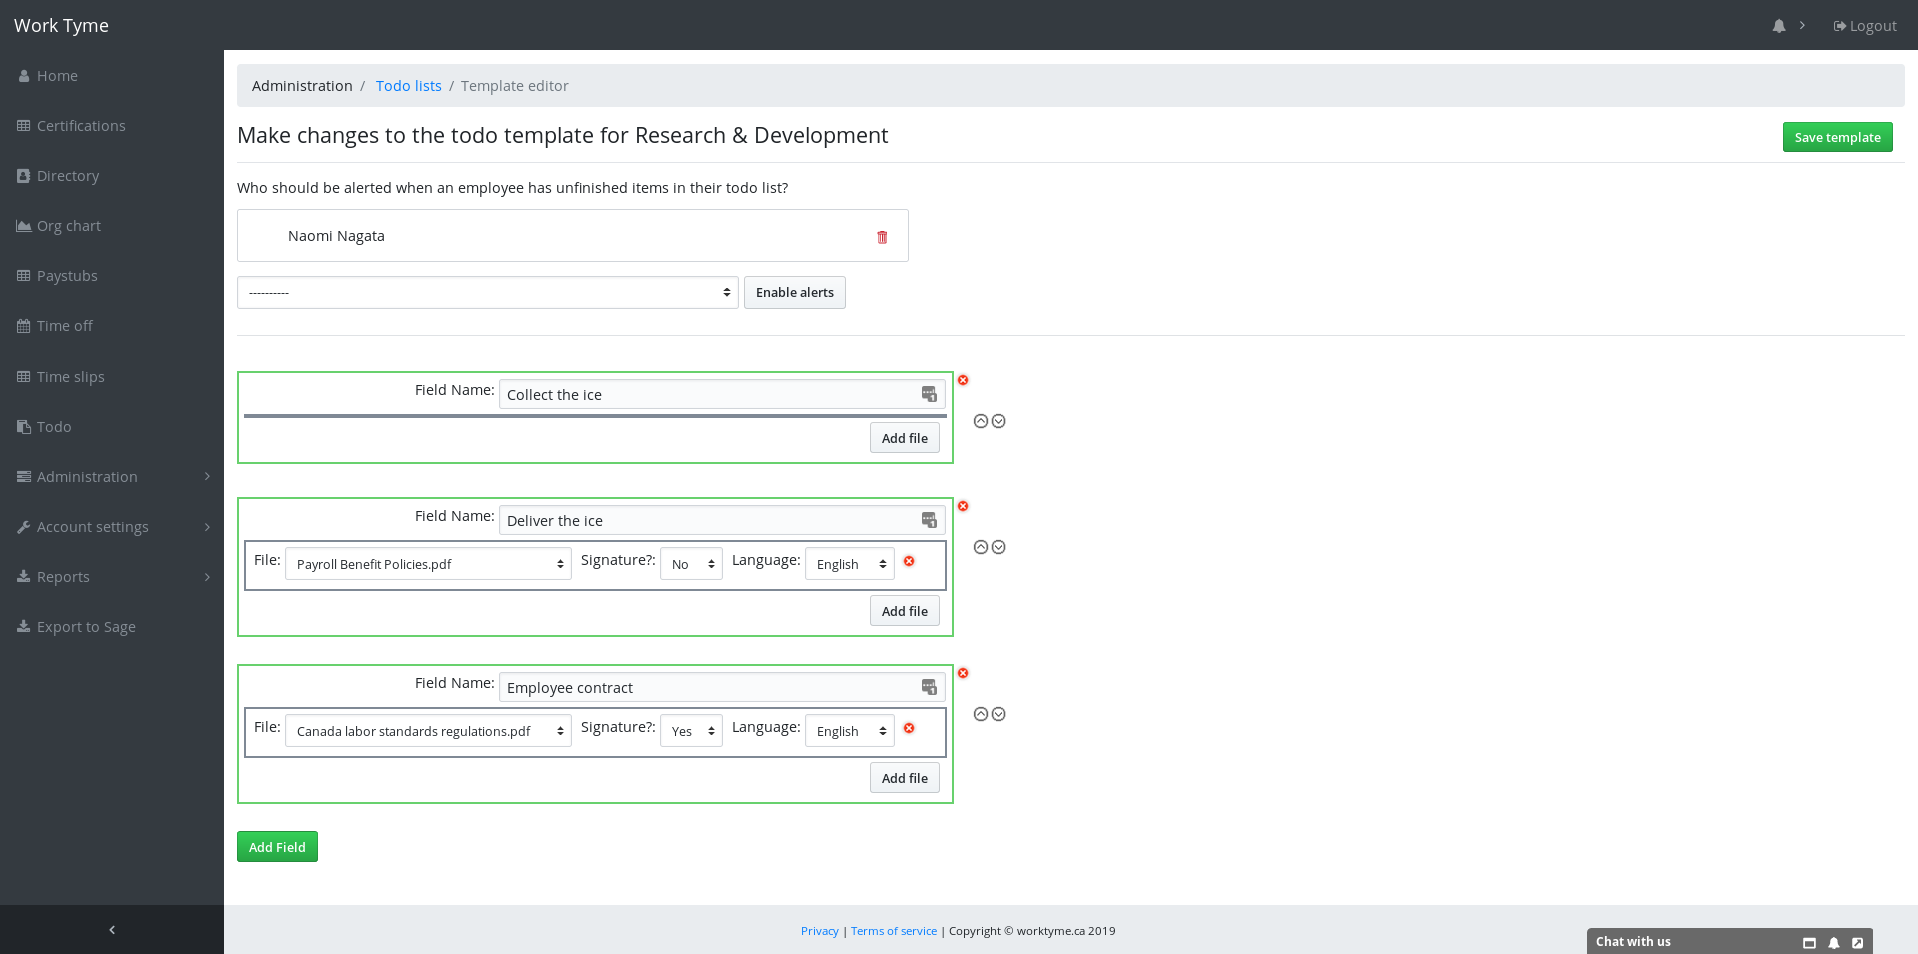 Work Tyme
Logout
Home
Certifications
Directory
Org chart
Paystubs
Time off
Time slips
Todo
Administration
Account settings
Reports
Export to Sage
Administration / Todo lists / Template editor
Make changes to the todo template for Research & Development
Save template
Who should be alerted when an employee has unfinished items in their todo list?
Naomi Nagata
----------
Enable alerts
Field Name: Collect the ice
Add file
Field Name: Deliver the ice
File: Payroll Benefit Policies.pdf Signature?: No Language: English
Add file
Field Name: Employee contract
File: Canada labor standards regulations.pdf Signature?: Yes Language: English
Add file
Add Field
Privacy | Terms of service | Copyright © worktyme.ca 2019
Chat with us